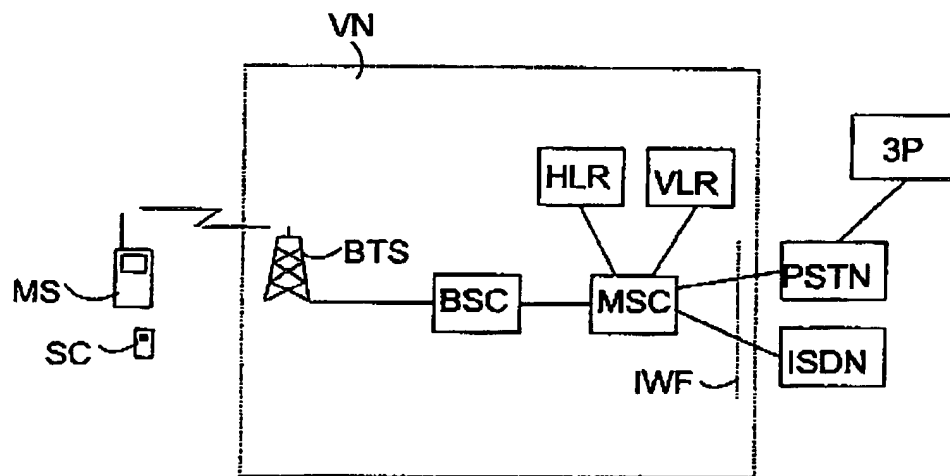 VN
3P
HLR
VLR
BTS
PSTN
MS
BSC
MSC
SC
ISDN
IWF